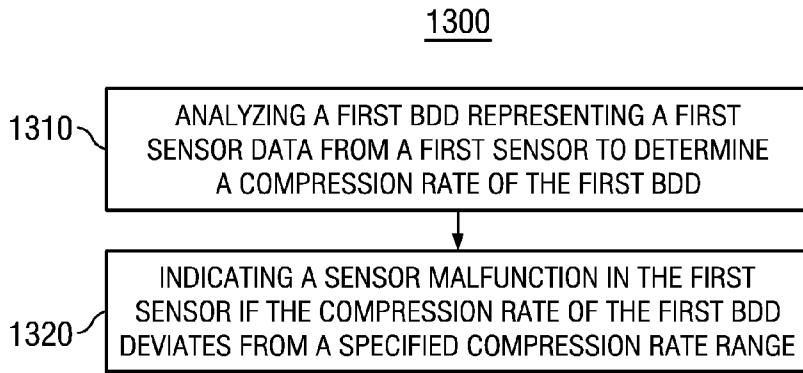 1300
1310
ANALYZING A FIRST BDD REPRESENTING A FIRST
SENSOR DATA FROM A FIRST SENSOR TO DETERMINE
A COMPRESSION RATE OF THE FIRST BDD
1320
INDICATING A SENSOR MALFUNCTION IN THE FIRST
SENSOR IF THE COMPRESSION RATE OF THE FIRST BDD
DEVIATES FROM A SPECIFIED COMPRESSION RATE RANGE